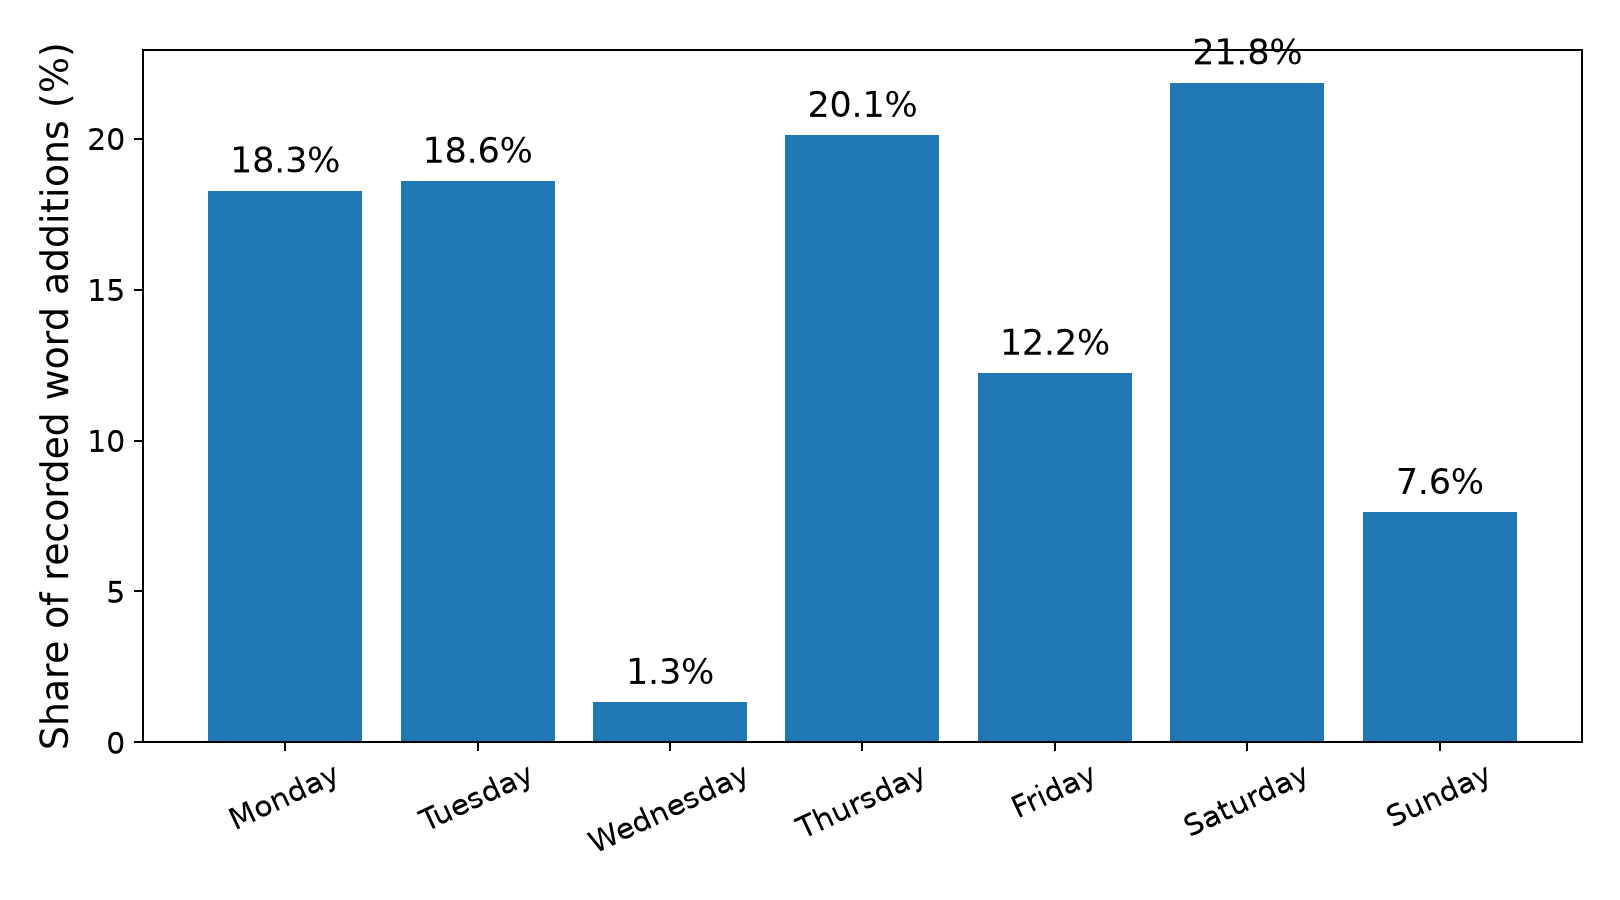 Share of recorded word additions (%)
20
15
10
5
0
18.3%
18.6%
1.3%
20.1%
12.2%
21.8%
7.6%
Monday
Tuesday
Wednesday
Thursday
Friday
Saturday
Sunday